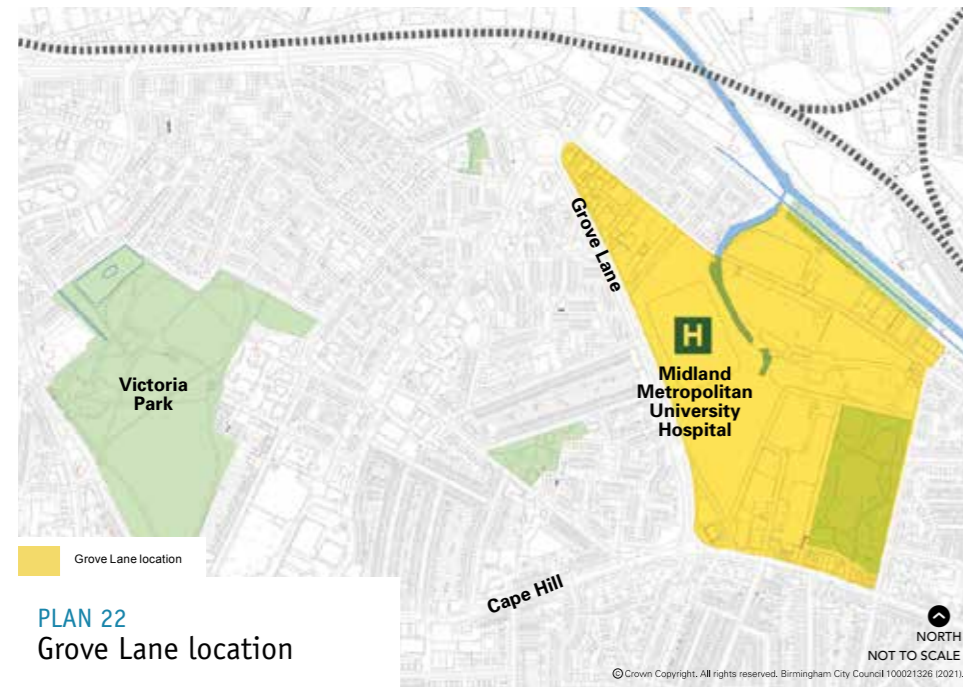 Grove Lane
H
Midland
Metropolitan
University
Hospital
Victoria
Park
Cape Hill
Grove Lane location
PLAN 22
Grove Lane location
NORTH
NOT TO SCALE
© Crown Copyright. All rights reserved. Birmingham City Council 100021326 (2021).